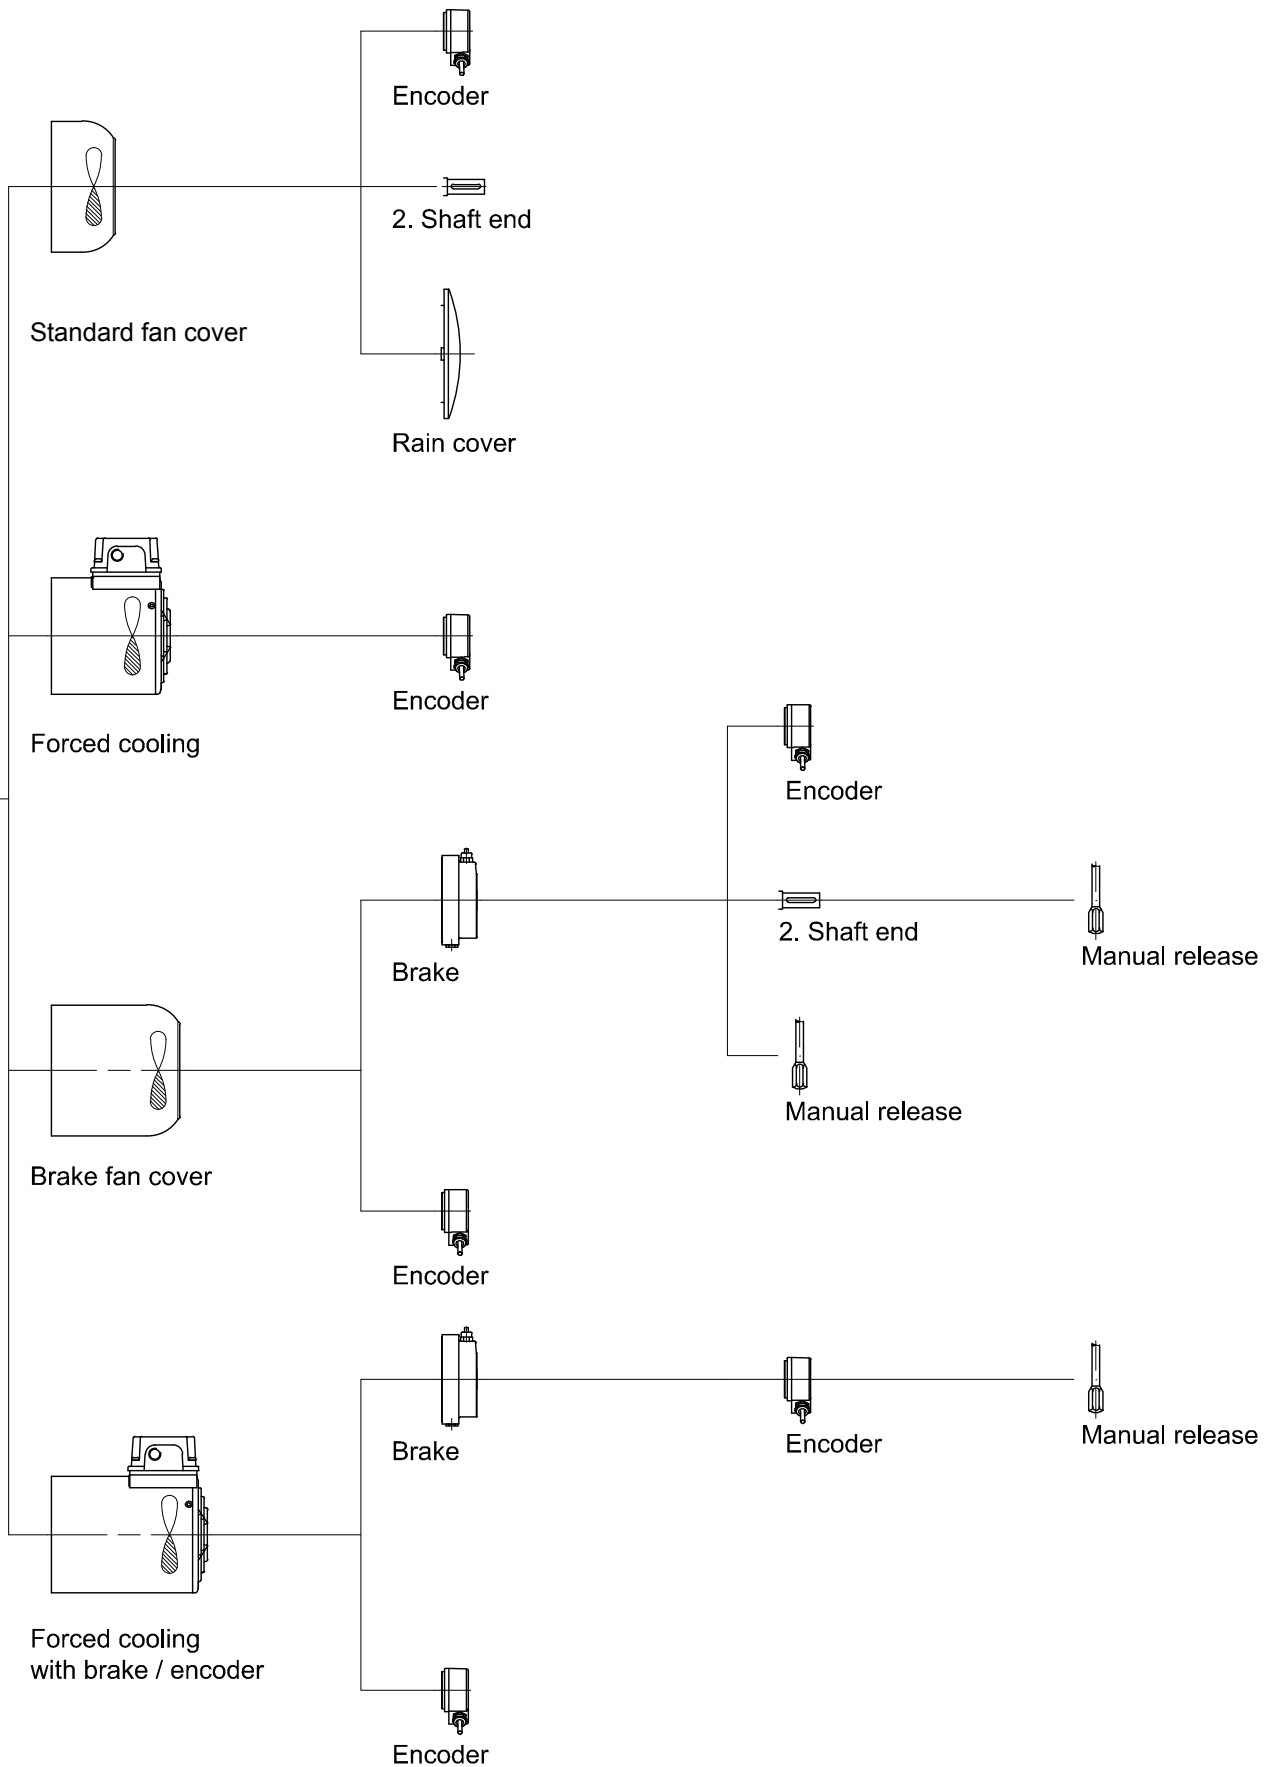 Encoder
2. Shaft end
Standard fan cover
Rain cover
Encoder
Forced cooling
Encoder
2. Shaft end
Manual release
Brake
Manual release
Brake fan cover
Encoder
Brake
Encoder
Manual release
Forced cooling
with brake / encoder
Encoder